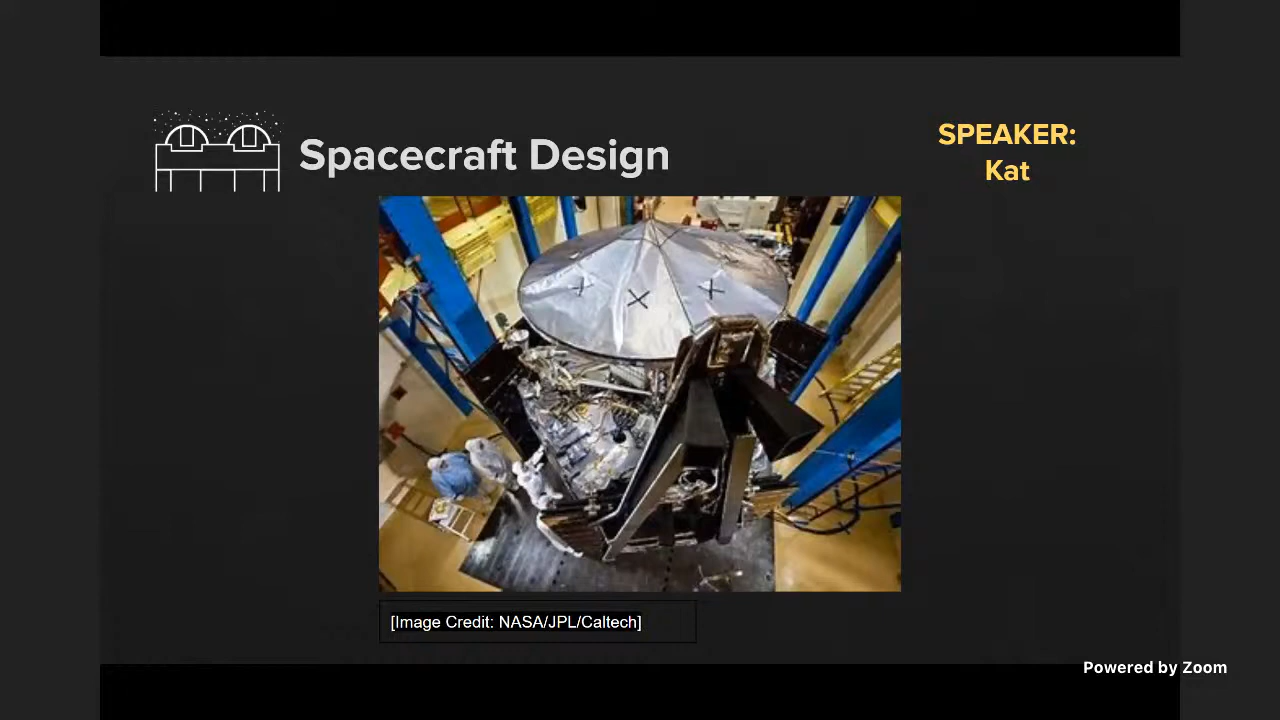 Spacecraft Design
SPEAKER:
Kat
[Image Credit: NASA/JPL/Caltech]
Powered by Zoom